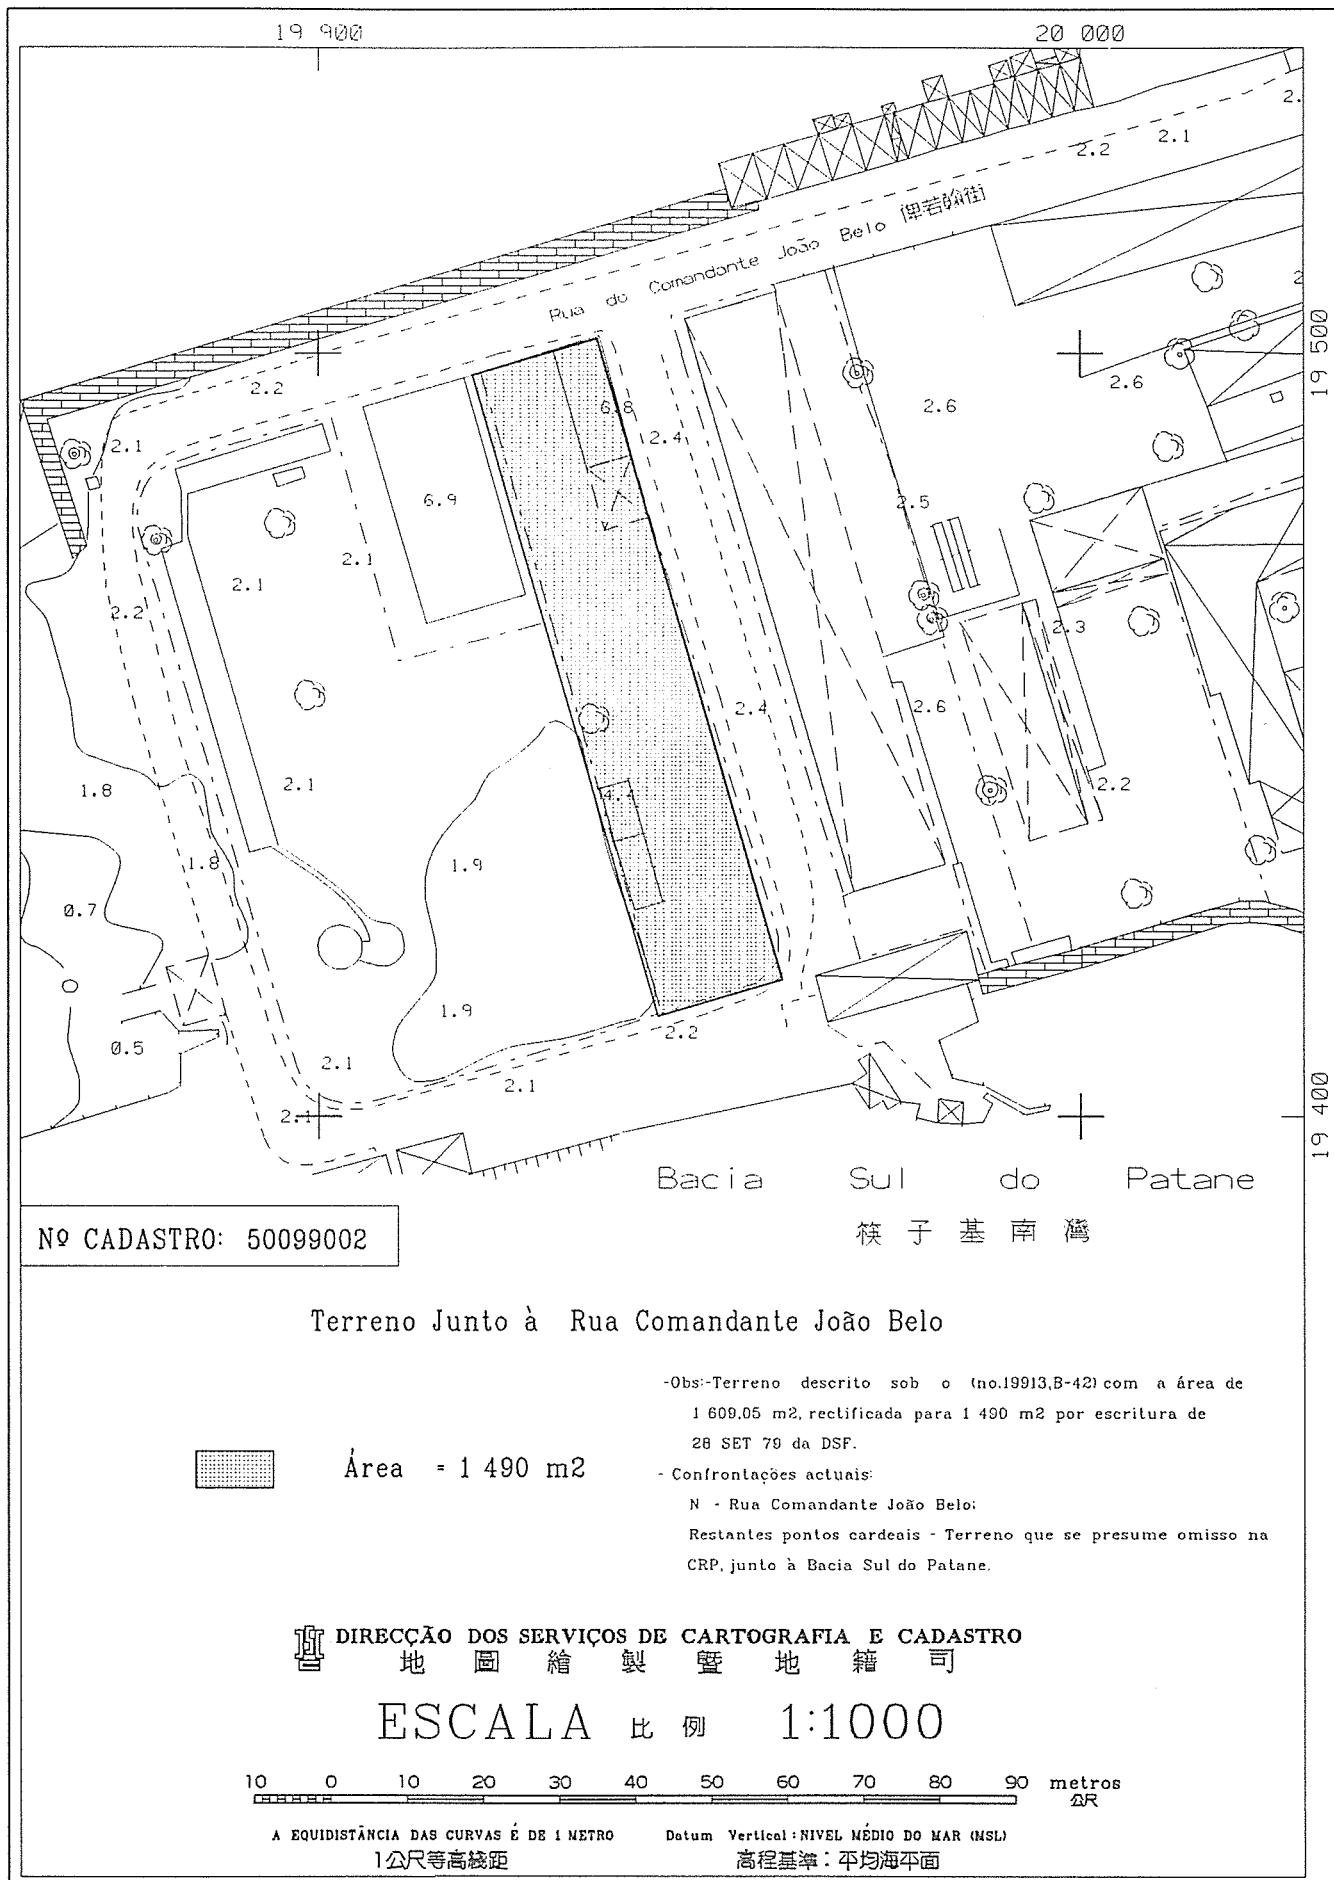 19 900
20 000
2.
2.1
2.2
Rua do Comandante João Belo 俾若翰街
2
19 500
2.2
2.6
6.8
2.6
2.4
2.1
6.9
2.5
2.1
2.1
2.2
2.3
2.6
2.4
2.1
2.2
1.8
1.8
1.9
0.7
1.9
2.2
0.5
2.1
2.1
2.1
19 400
Bacia Sul do Patane
筷子基南灣
Nº CADASTRO: 50099002
Terreno Junto à Rua Comandante João Belo
-Obs:-Terreno descrito sob o (no.19913,B-42) com a área de
1 609,05 m2, rectificada para 1 490 m2 por escritura de
28 SET 79 da DSF.
Área = 1 490 m2
- Confrontações actuais:
N - Rua Comandante João Belo;
Restantes pontos cardeais - Terreno que se presume omisso na
CRP, junto à Bacia Sul do Patane.
DIRECÇÃO DOS SERVIÇOS DE CARTOGRAFIA E CADASTRO
地圖繪製暨地籍司
ESCALA 比例 1:1000
10 0 10 20 30 40 50 60 70 80 90 metros
公尺
A EQUIDISTÂNCIA DAS CURVAS É DE 1 METRO
Datum Vertical : NIVEL MÉDIO DO MAR (MSL)
1公尺等高綫距
高程基準：平均海平面